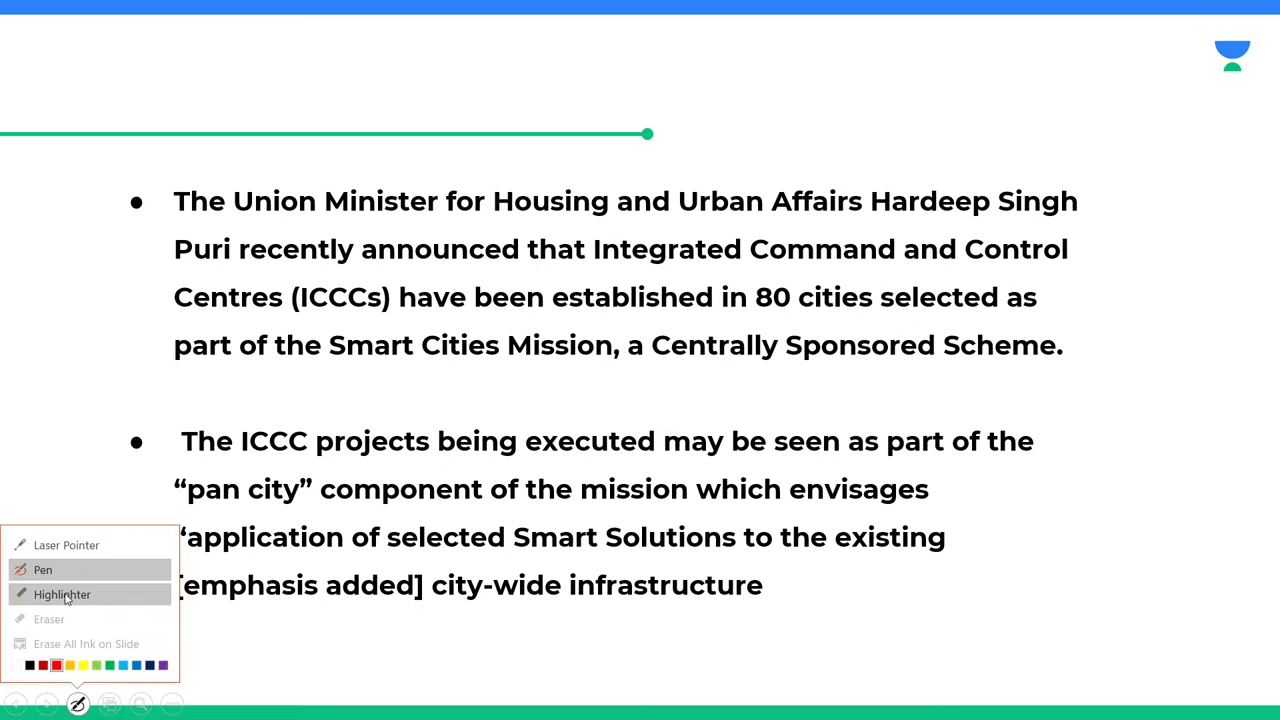 ● The Union Minister for Housing and Urban Affairs Hardeep Singh
Puri recently announced that Integrated Command and Control
Centres (ICCCs) have been established in 80 cities selected as
part of the Smart Cities Mission, a Centrally Sponsored Scheme.
● The ICCC projects being executed may be seen as part of the
“pan city” component of the mission which envisages
‘application of selected Smart Solutions to the existing
[emphasis added] city-wide infrastructure
Laser Pointer
Pen
Highlighter
Eraser
Erase All Ink on Slide